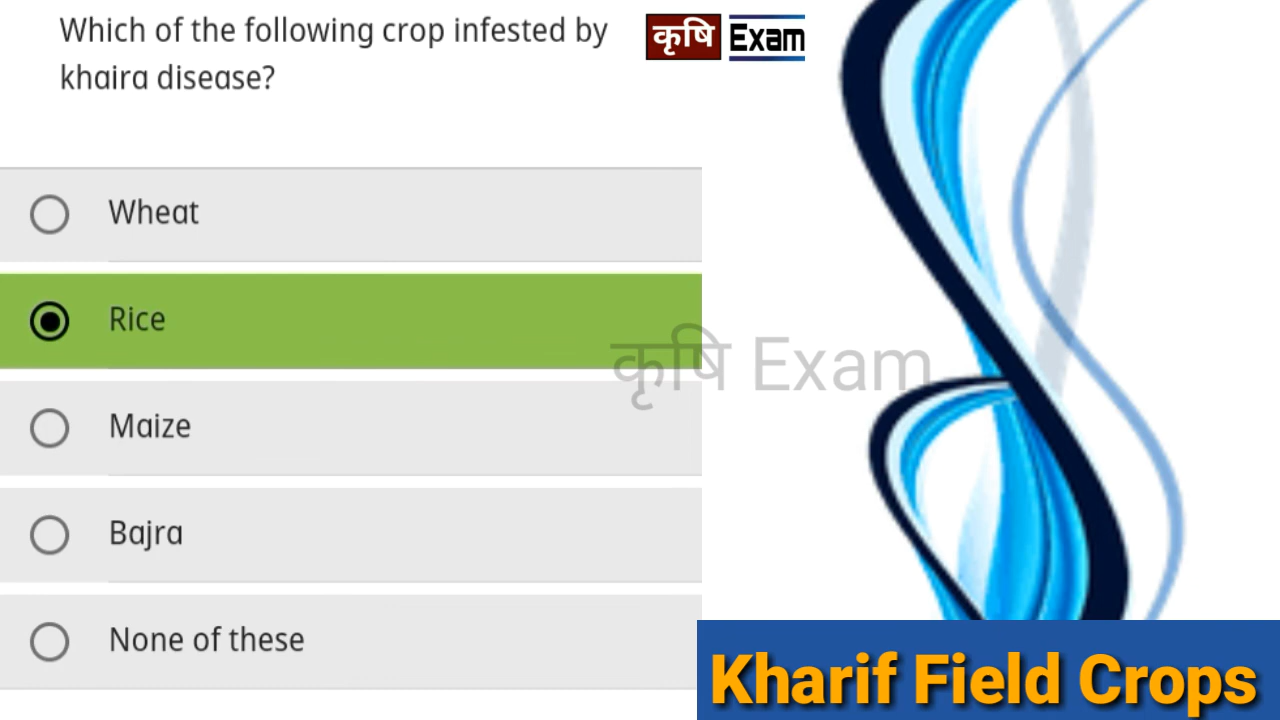 Which of the following crop infested by
khaira disease?
कृषि Exam
Wheat
Rice
कृषि Exam
Maize
Bajra
None of these
Kharif Field Crops